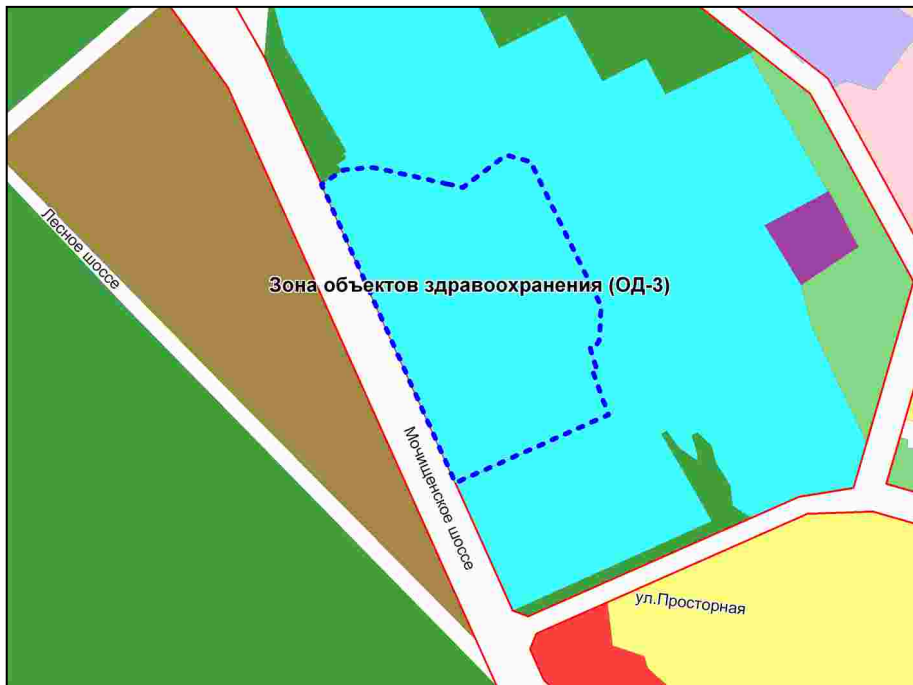 Лесное шоссе
Зона объектов здравоохранения (ОД-3)
Мочищенское шоссе
ул.Просторная